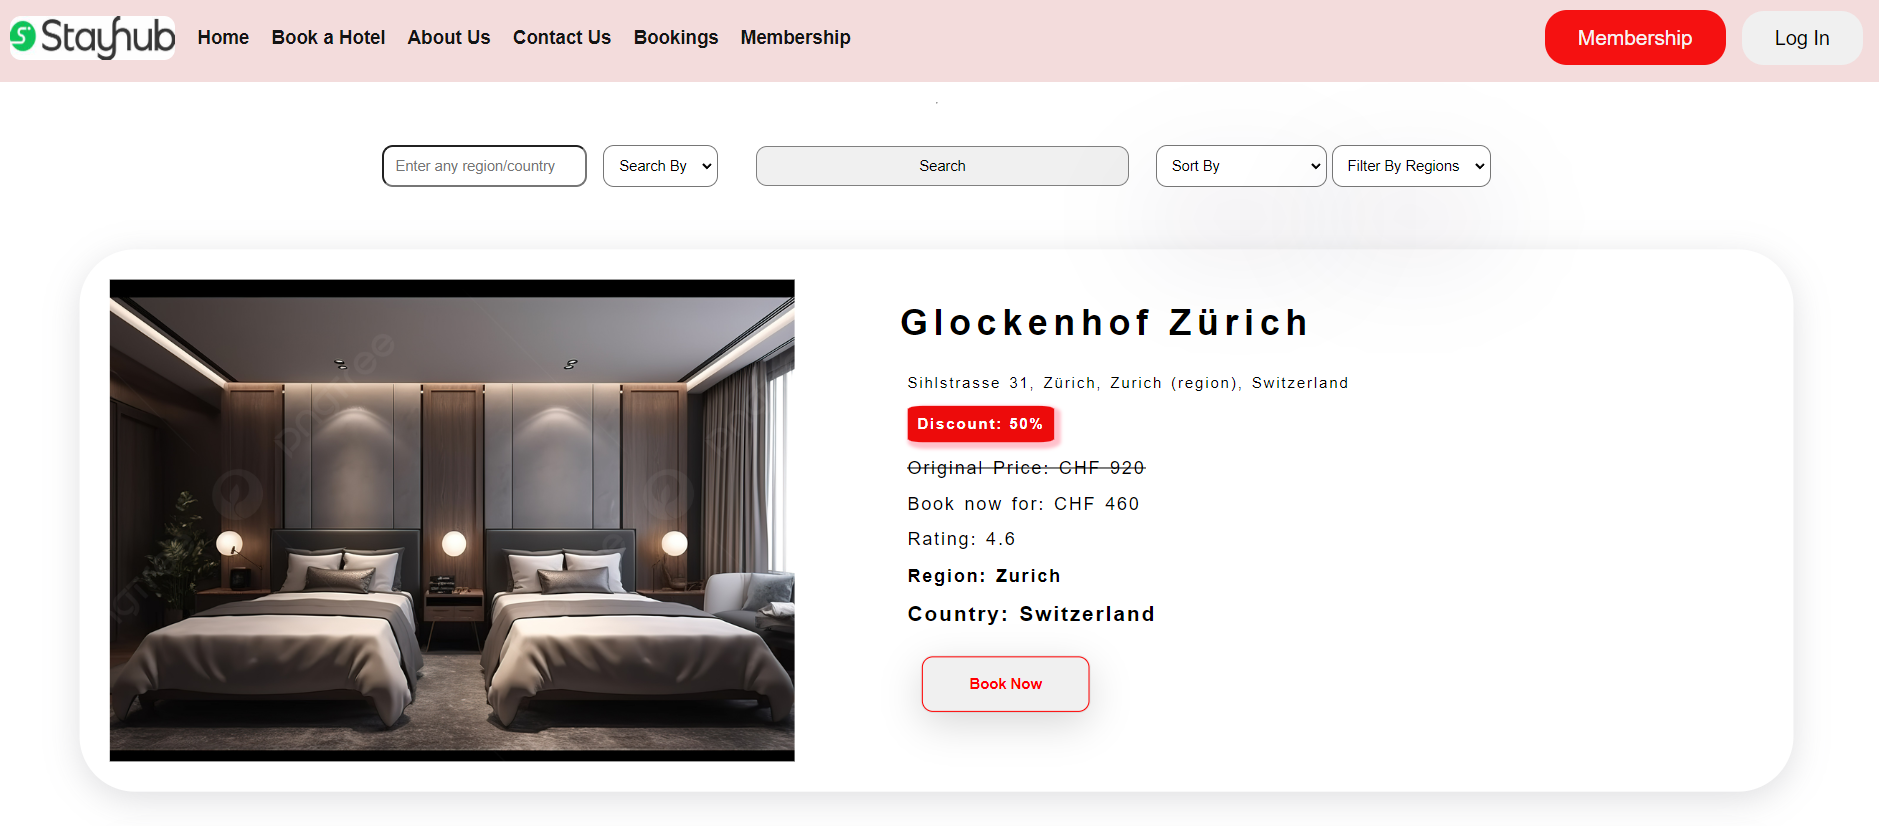 Stayhub
Home Book a Hotel About Us Contact Us Bookings Membership
Membership
Log In
Enter any region/country
Search By
Search
Sort By
Filter By Regions
pngtree
Glockenhof Zürich
Sihlstrasse 31, Zürich, Zurich (region), Switzerland
Discount: 50%
Original Price: CHF 920
Book now for: CHF 460
Rating: 4.6
Region: Zurich
Country: Switzerland
Book Now